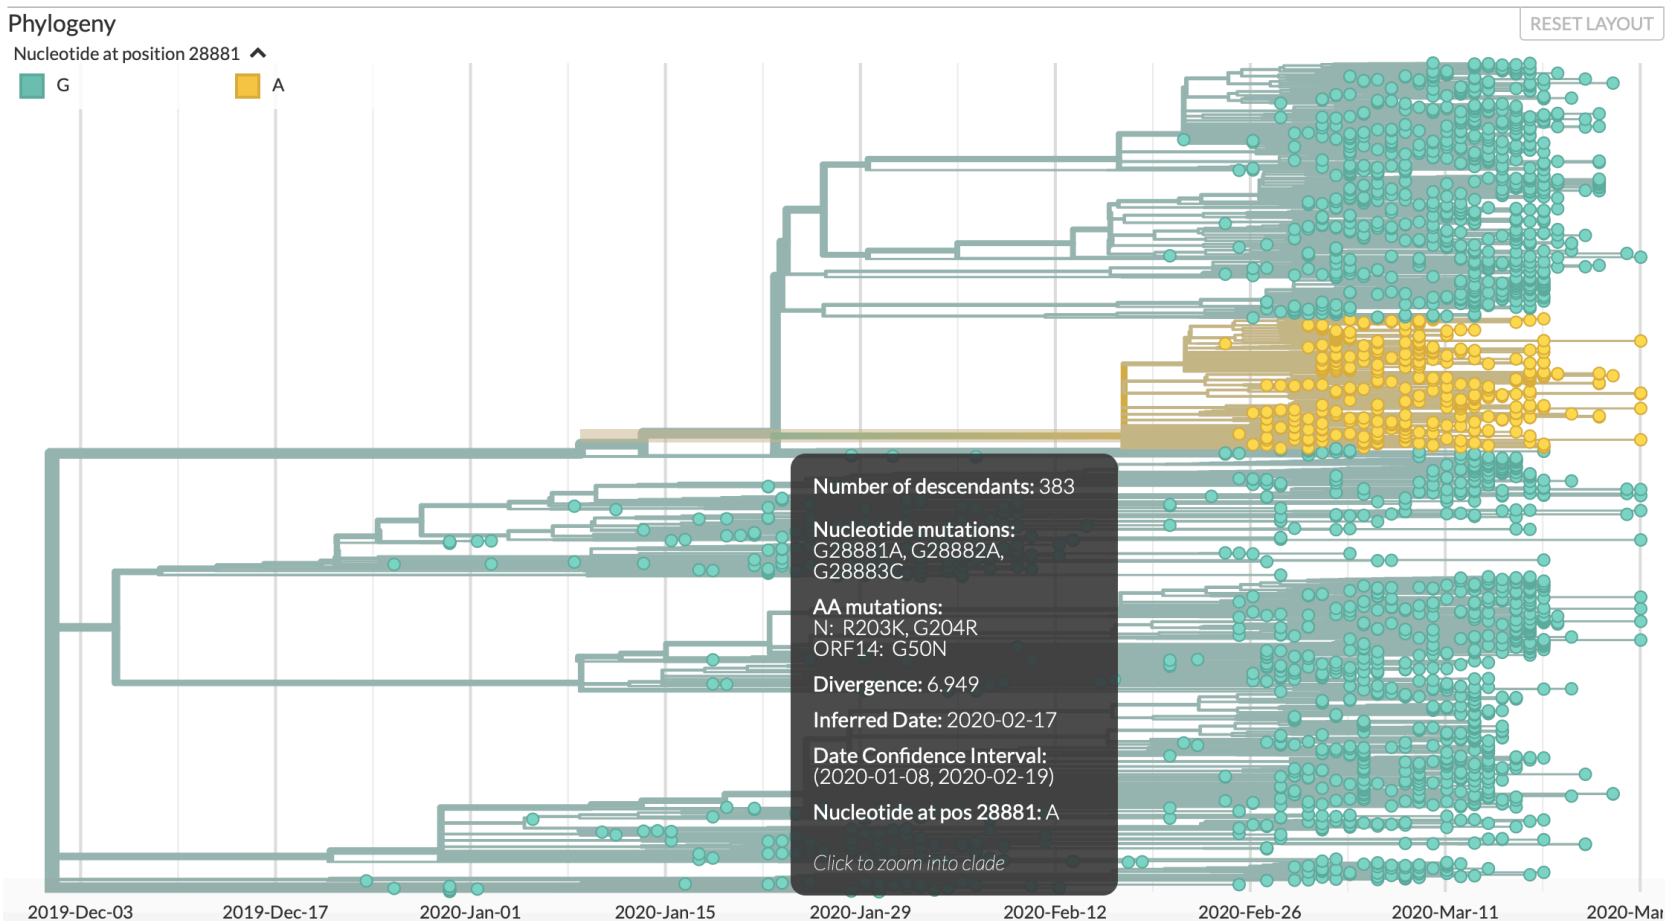 Phylogeny
RESET LAYOUT
Nucleotide at position 28881
G
A
Number of descendants: 383
Nucleotide mutations:
G28881A, G28882A,
G28883C
AA mutations:
N: R203K, G204R
ORF14: G50N
Divergence: 6.949
Inferred Date: 2020-02-17
Date Confidence Interval:
(2020-01-08, 2020-02-19)
Nucleotide at pos 28881: A
Click to zoom into clade
2019-Dec-03 2019-Dec-17 2020-Jan-01 2020-Jan-15 2020-Jan-29 2020-Feb-12 2020-Feb-26 2020-Mar-11 2020-Mar